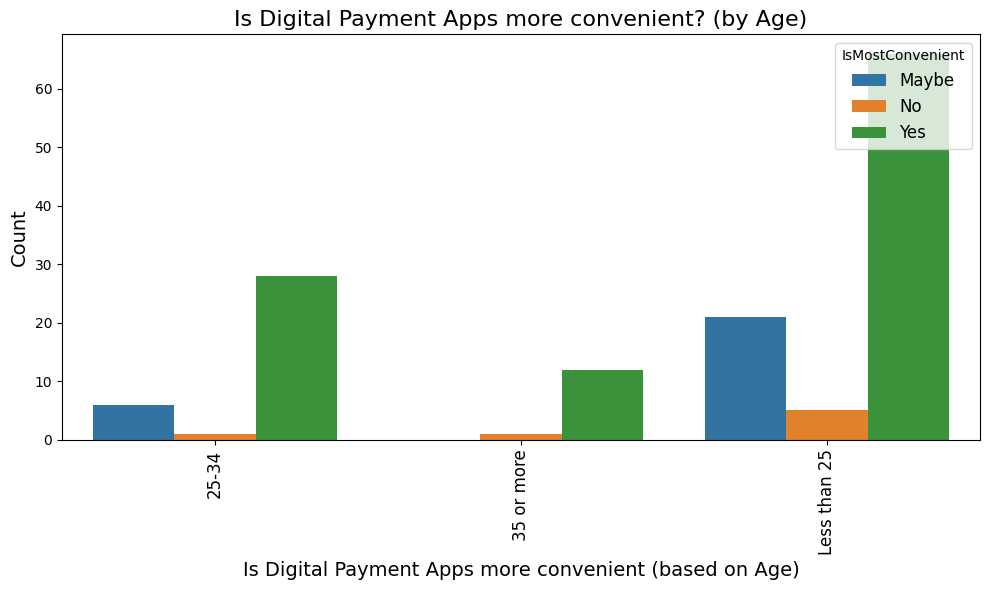 Is Digital Payment Apps more convenient? (by Age)
IsMostConvenient
Maybe
No
Yes
Count
60
50
40
30
20
10
0
25-34
35 or more
Less than 25
Is Digital Payment Apps more convenient (based on Age)